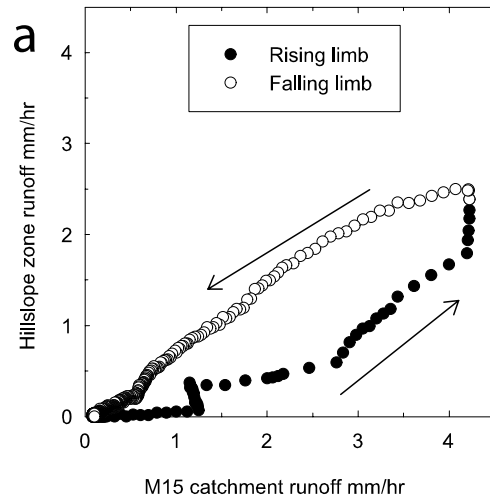 a
Rising limb
Falling limb
Hillslope zone runoff mm/hr
4
3
2
1
0
0
1
2
3
4
M15 catchment runoff mm/hr